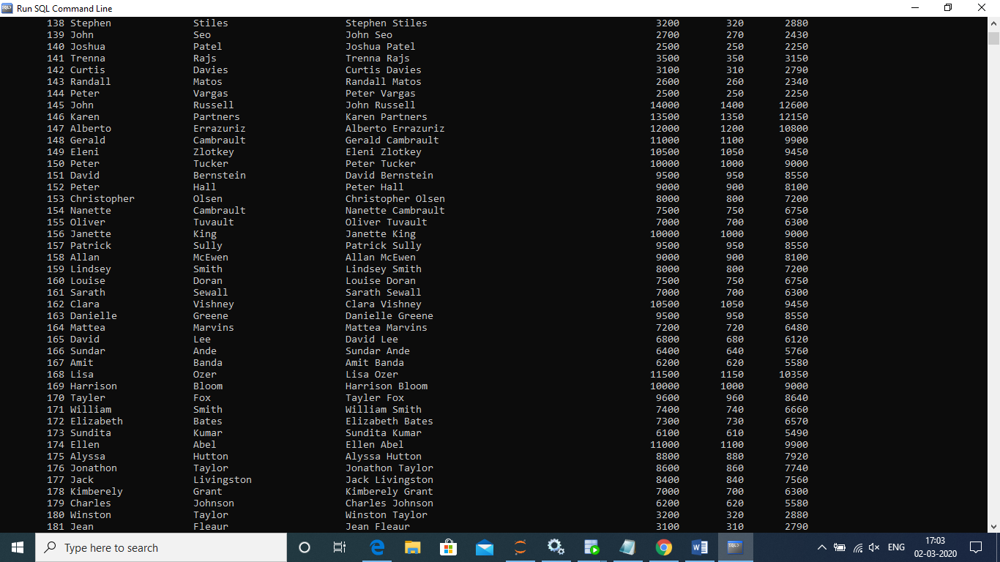 Run SQL Command Line
138 Stephen Stiles Stephen Stiles 3200 320 2880
139 John Seo John Seo 2700 270 2430
140 Joshua Patel Joshua Patel 2500 250 2250
141 Trenna Rajs Trenna Rajs 3500 350 3150
142 Curtis Davies Curtis Davies 3100 310 2790
143 Randall Matos Randall Matos 2600 260 2340
144 Peter Vargas Peter Vargas 2500 250 2250
145 John Russell John Russell 14000 1400 12600
146 Karen Partners Karen Partners 13500 1350 12150
147 Alberto Errazuriz Alberto Errazuriz 12000 1200 10800
148 Gerald Cambrault Gerald Cambrault 11000 1100 9900
149 Eleni Zlotkey Eleni Zlotkey 10500 1050 9450
150 Peter Tucker Peter Tucker 10000 1000 9000
151 David Bernstein David Bernstein 9500 950 8550
152 Peter Hall Peter Hall 9000 900 8100
153 Christopher Olsen Christopher Olsen 8000 800 7200
154 Nanette Cambrault Nanette Cambrault 7500 750 6750
155 Oliver Tuvault Oliver Tuvault 7000 700 6300
156 Janette King Janette King 10000 1000 9000
157 Patrick Sully Patrick Sully 9500 950 8550
158 Allan McEwen Allan McEwen 9000 900 8100
159 Lindsey Smith Lindsey Smith 8000 800 7200
160 Louise Doran Louise Doran 7500 750 6750
161 Sarath Sewall Sarath Sewall 7000 700 6300
162 Clara Vishney Clara Vishney 10500 1050 9450
163 Danielle Greene Danielle Greene 9500 950 8550
164 Mattea Marvins Mattea Marvins 7200 720 6480
165 David Lee David Lee 6800 680 6120
166 Sundar Ande Sundar Ande 6400 640 5760
167 Amit Banda Amit Banda 6200 620 5580
168 Lisa Ozer Lisa Ozer 11500 1150 10350
169 Harrison Bloom Harrison Bloom 10000 1000 9000
170 Tayler Fox Tayler Fox 9600 960 8640
171 William Smith William Smith 7400 740 6660
172 Elizabeth Bates Elizabeth Bates 7300 730 6570
173 Sundita Kumar Sundita Kumar 6100 610 5490
174 Ellen Abel Ellen Abel 11000 1100 9900
175 Alyssa Hutton Alyssa Hutton 8800 880 7920
176 Jonathon Taylor Jonathon Taylor 8600 860 7740
177 Jack Livingston Jack Livingston 8400 840 7560
178 Kimberely Grant Kimberely Grant 7000 700 6300
179 Charles Johnson Charles Johnson 6200 620 5580
180 Winston Taylor Winston Taylor 3200 320 2880
181 Jean Fleaur Jean Fleaur 3100 310 2790
Type here to search
ENG
17:03
02-03-2020